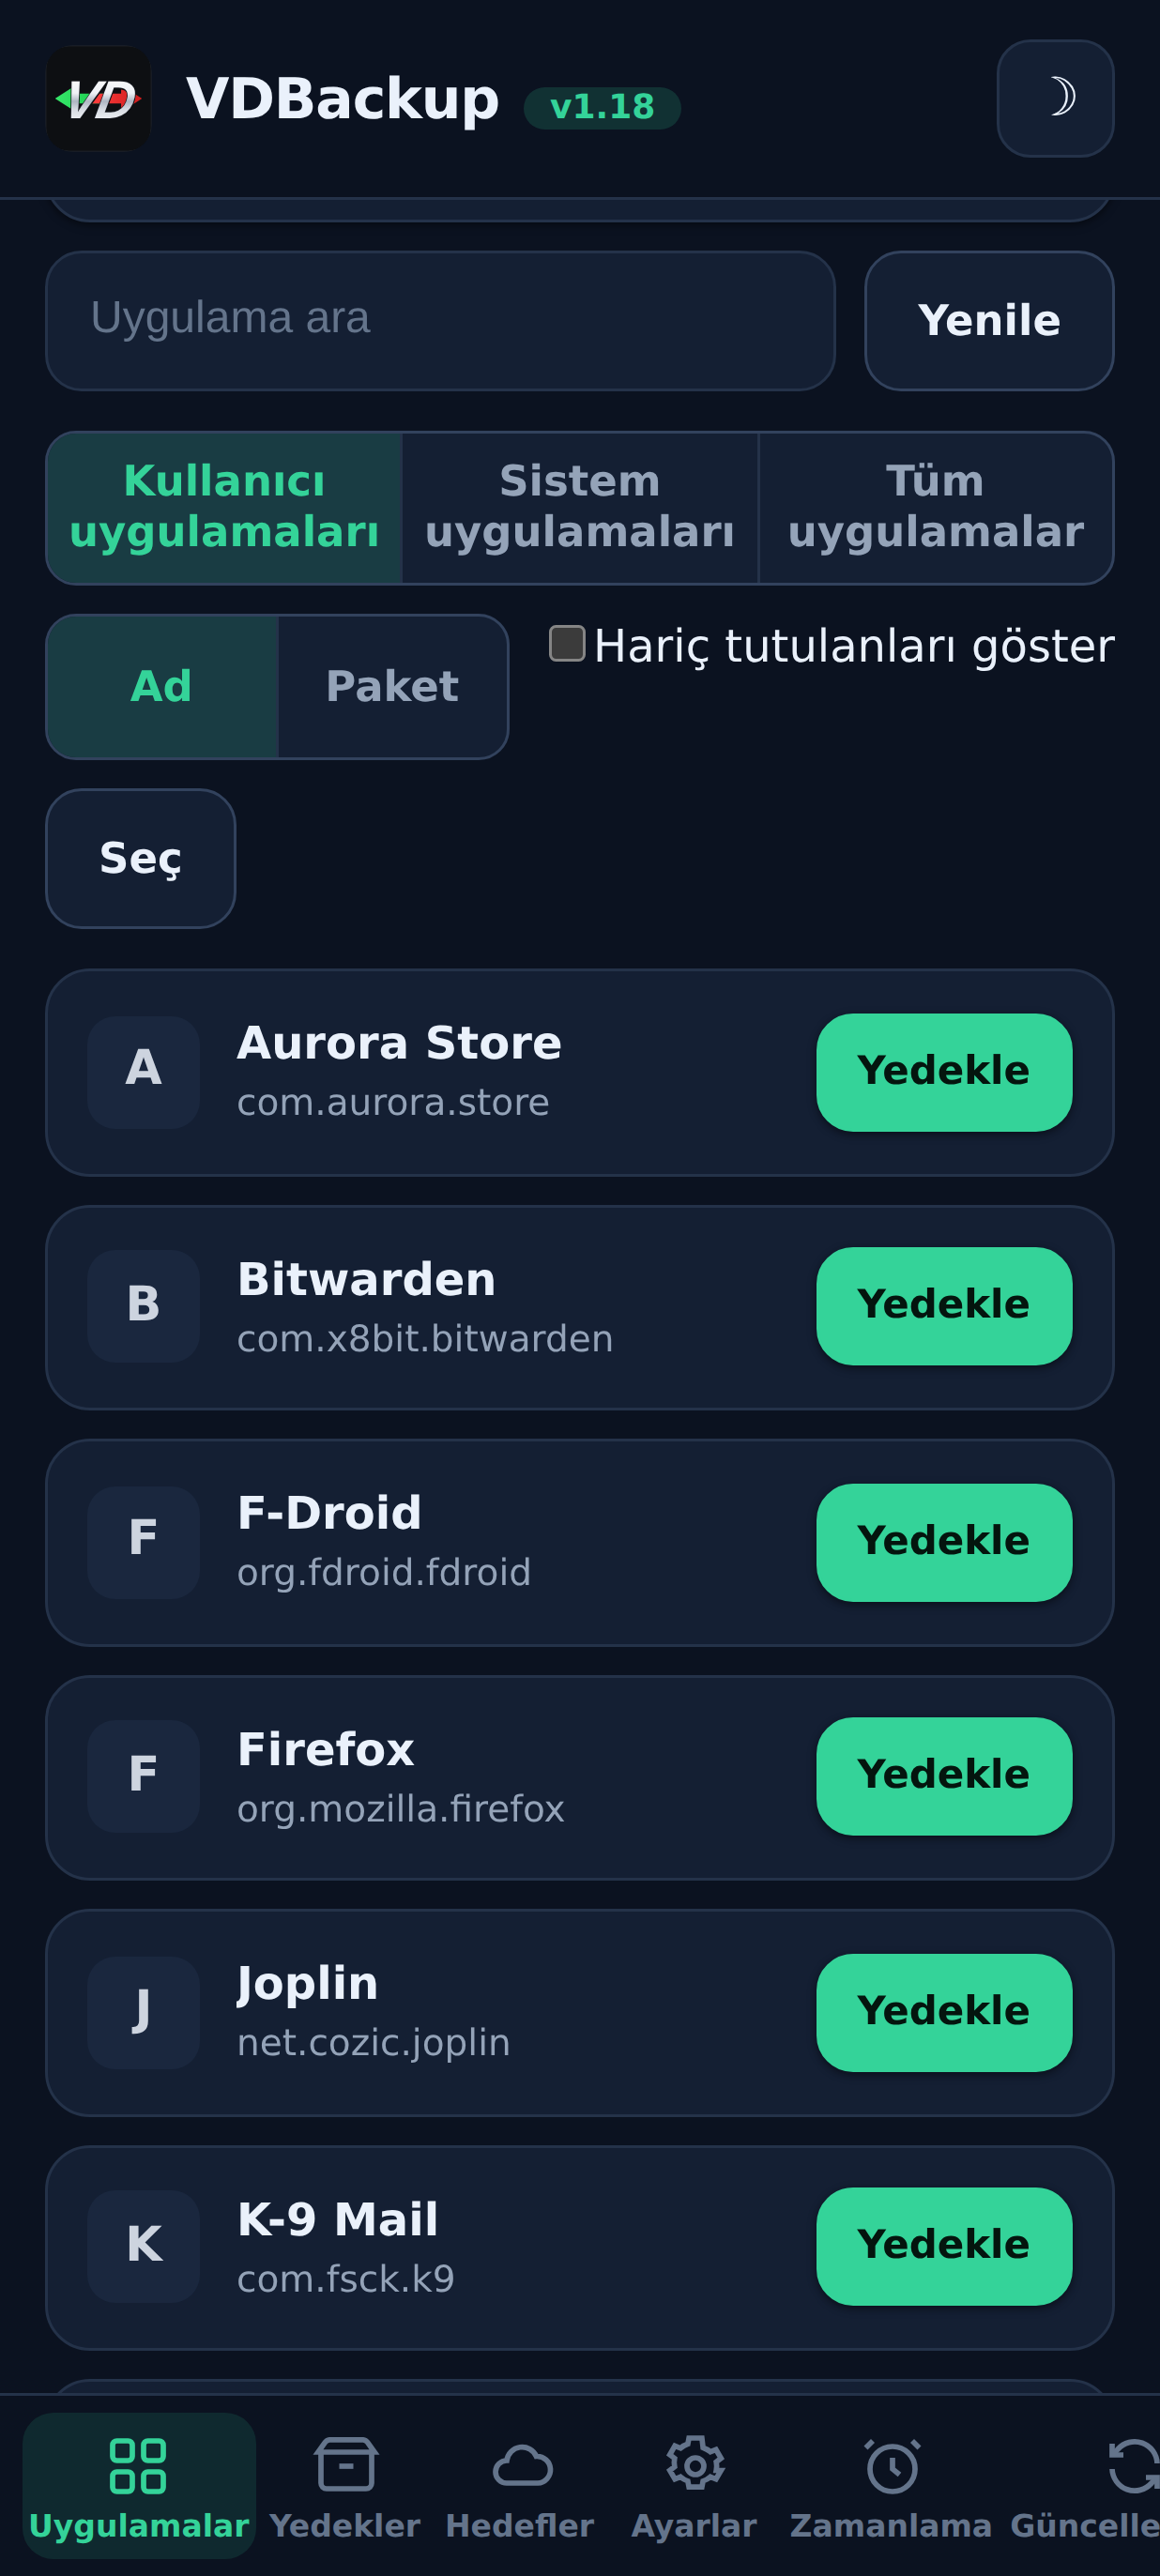 VD
VDBackup v1.18
Uygulama ara
Yenile
Kullanıcı uygulamaları
Sistem uygulamaları
Tüm uygulamalar
Ad
Paket
Hariç tutulanları göster
Seç
A
Aurora Store
com.aurora.store
Yedekle
B
Bitwarden
com.x8bit.bitwarden
Yedekle
F
F-Droid
org.fdroid.fdroid
Yedekle
F
Firefox
org.mozilla.firefox
Yedekle
J
Joplin
net.cozic.joplin
Yedekle
K
K-9 Mail
com.fsck.k9
Yedekle
Uygulamalar
Yedekler
Hedefler
Ayarlar
Zamanlama
Güncelle